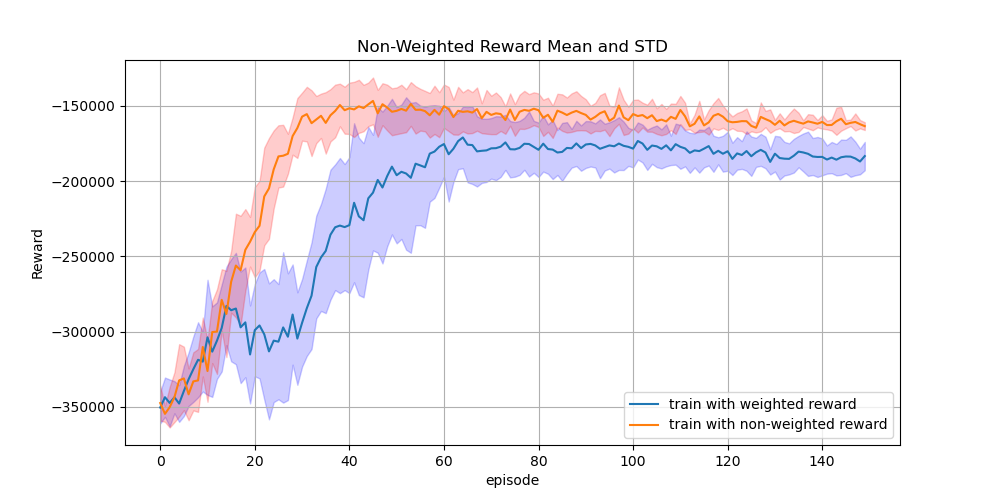 Non-Weighted Reward Mean and STD
Reward
−150000
−200000
−250000
−300000
−350000
train with weighted reward
train with non-weighted reward
0 20 40 60 80 100 120 140
episode